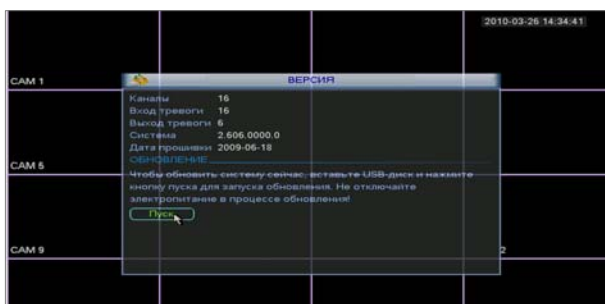 2010-03-26 14:34:41
CAM 1
ВЕРСИЯ
Каналы 16
Вход тревоги 16
Выход тревоги 6
Система 2.606.0000.0
Дата прошивки 2009-06-18
ОБНОВЛЕНИЕ
CAM 5
Чтобы обновить систему сейчас, вставьте USB-диск и нажмите
кнопку пуска для запуска обновления. Не отключайте
электропитание в процессе обновления!
Пуск
CAM 9
2